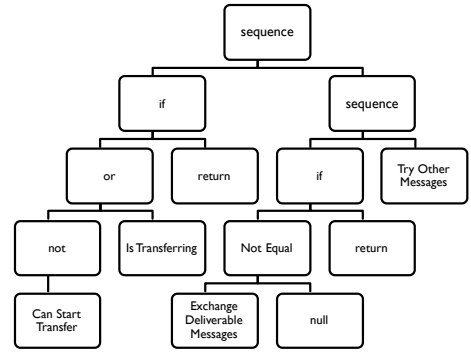 sequence
if
sequence
or
return
if
Try Other
Messages
not
Is Transferring
Not Equal
return
Can Start
Transfer
Exchange
Deliverable
Messages
null